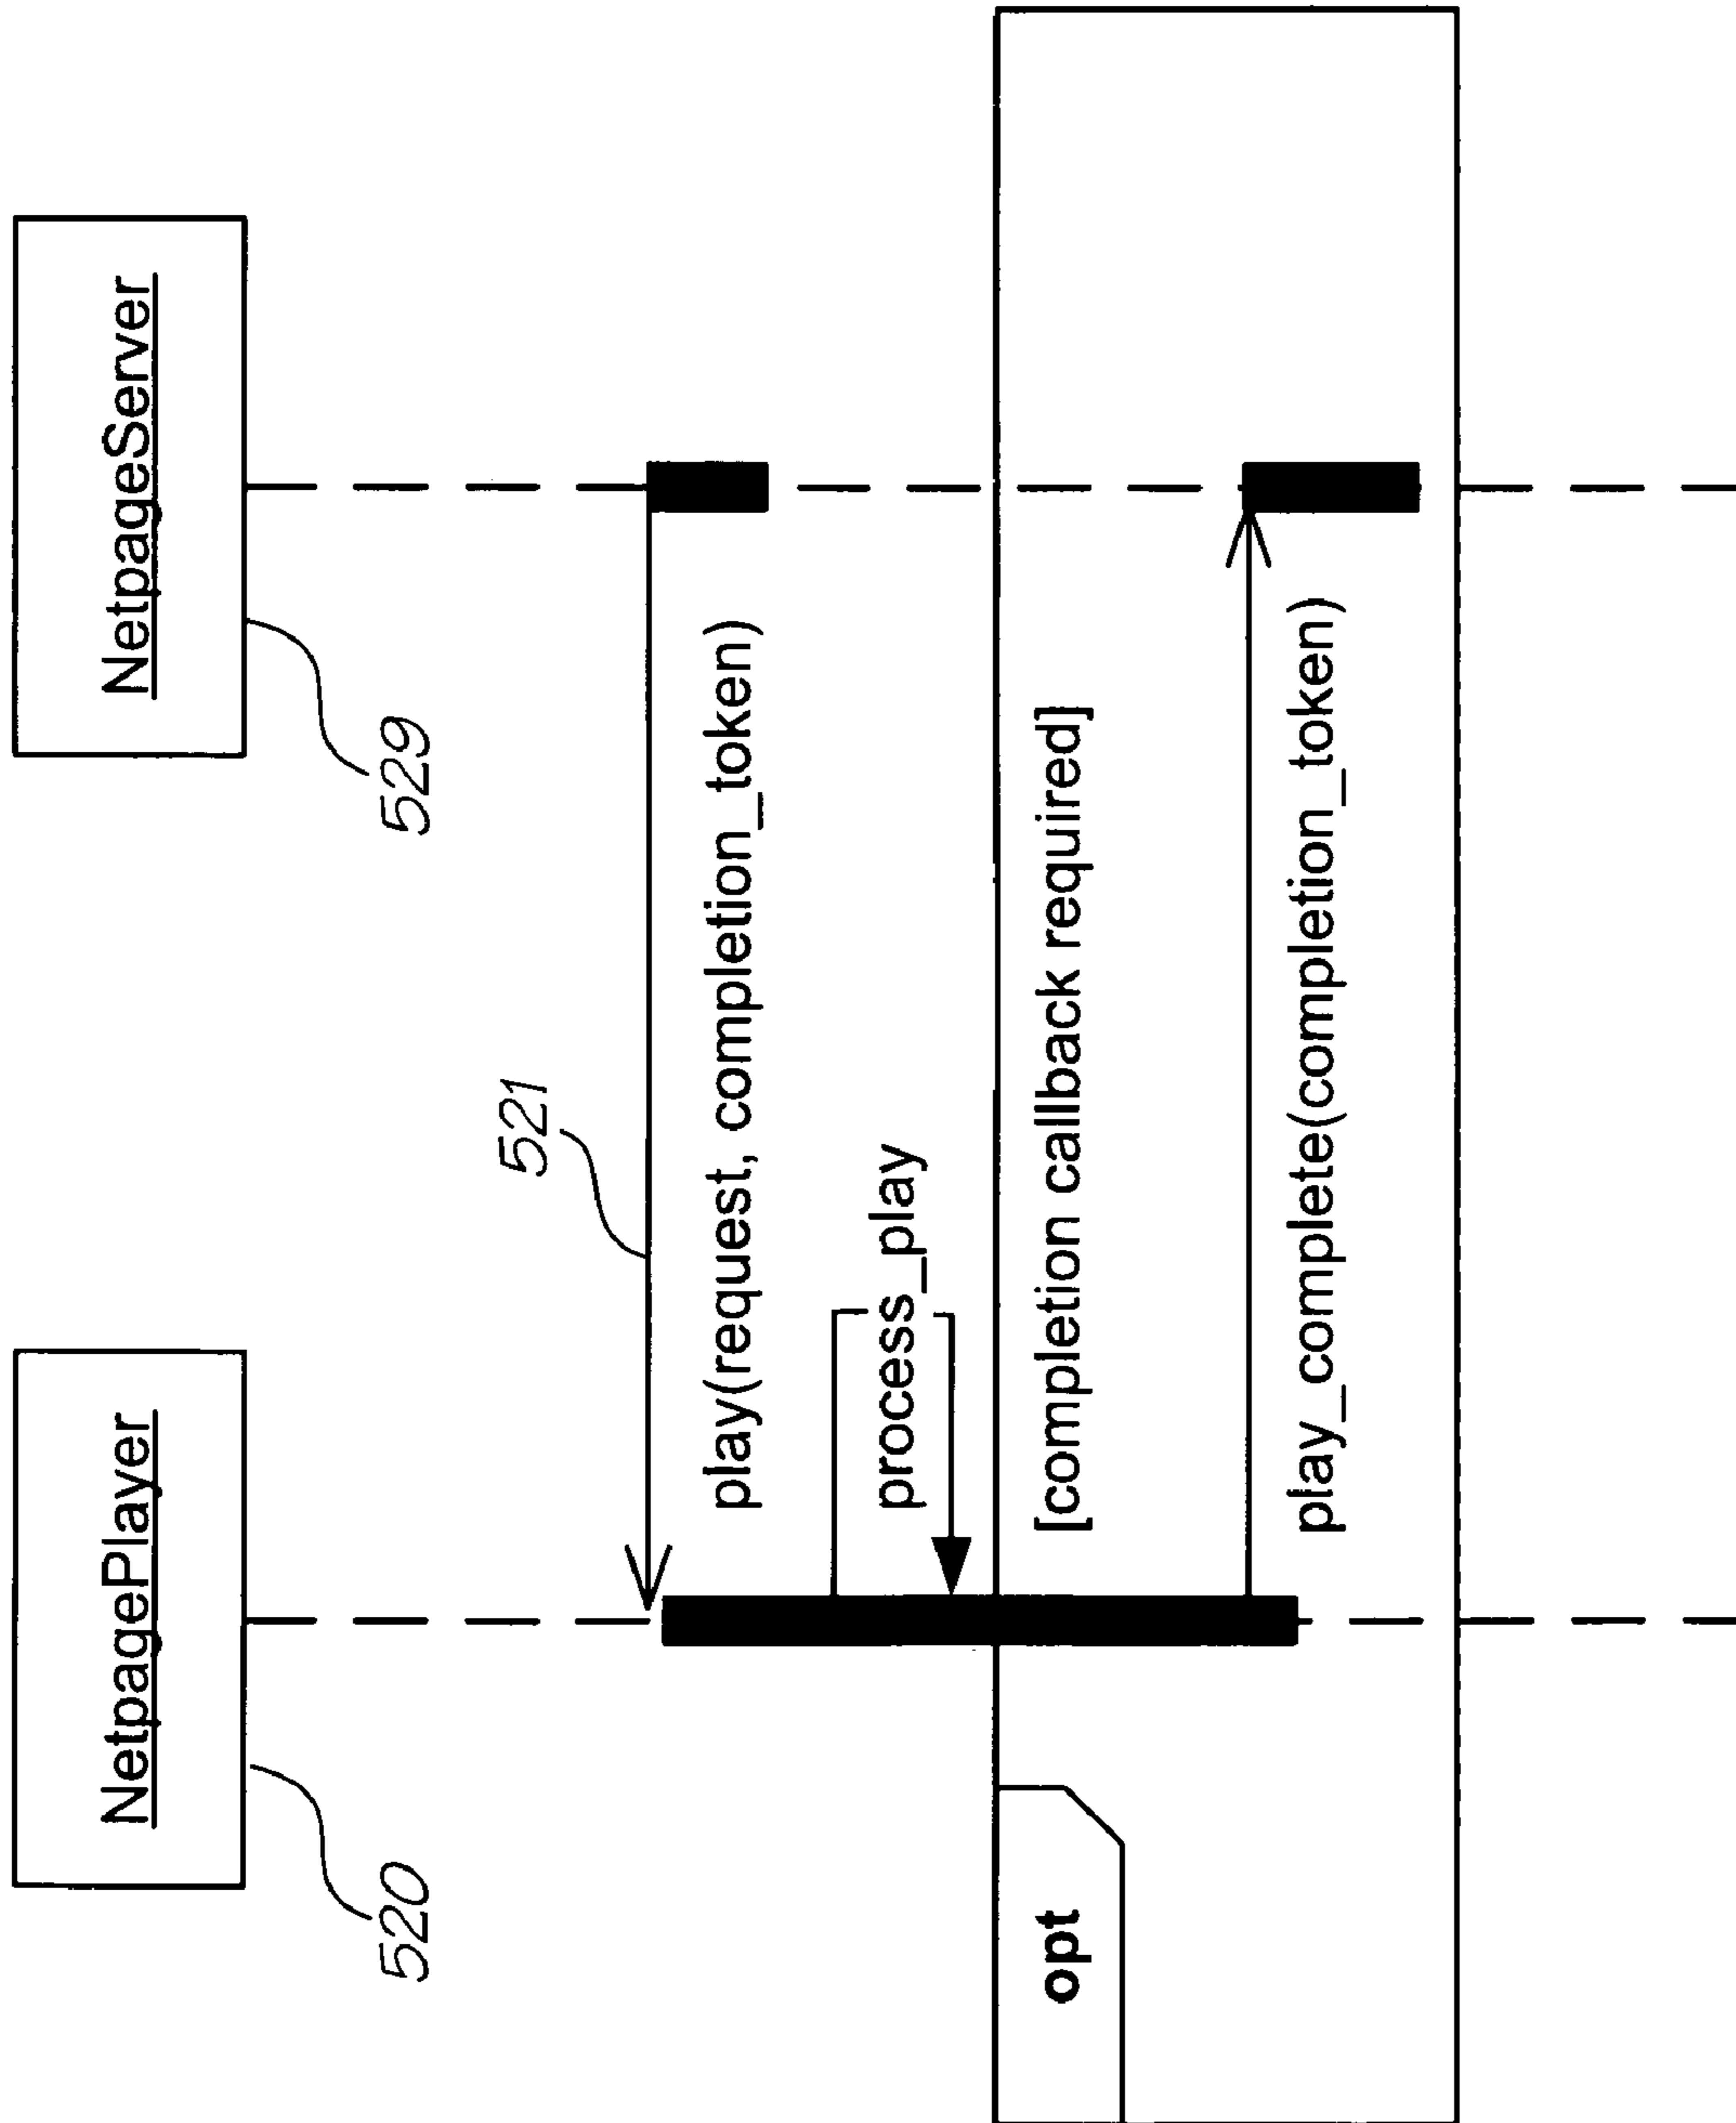 NetpagePlayer
NetpageServer
520
529
521
play(request, completion_token)
process_play
opt
[completion callback required]
play_complete(completion_token)